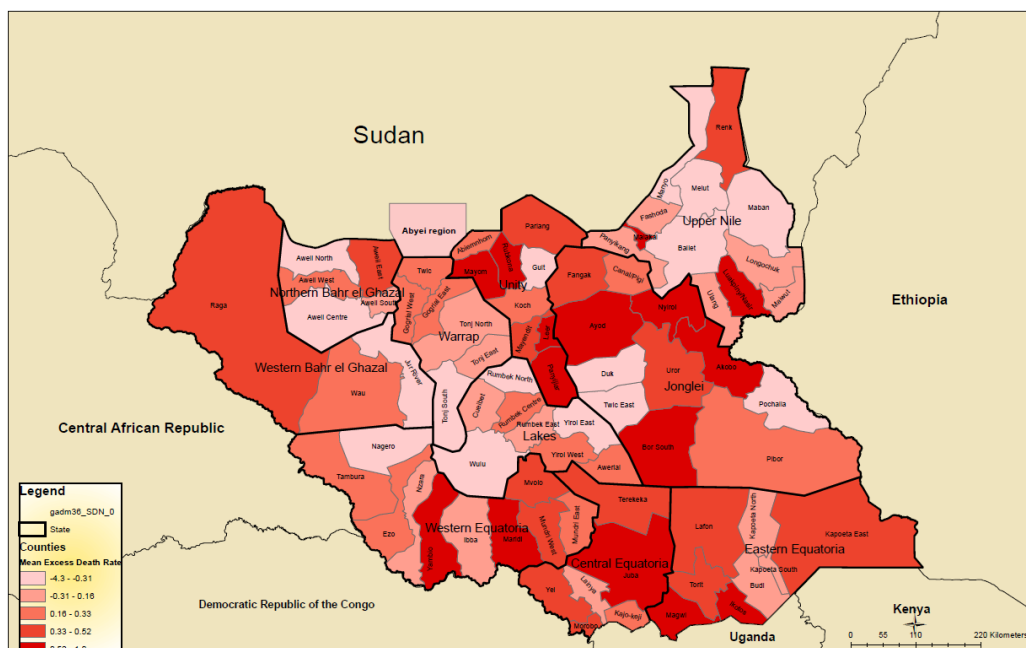 Sudan
Renk
Manyo
Melut
Maban
Fashoda
Upper Nile
Abyei region
Pariang
Panyikang
Malakal
Baliet
Aweil North
Aweil East
Abiemnhom
Rubkona
Guit
Twic
Mayom
Unity
Fangak
Canal/Pigi
Longochuk
Aweil West
Northern Bahr el Ghazal
Aweil South
Gogrial West
Gogrial East
Ulang
Maiwut
Ethiopia
Raga
Aweil Centre
Koch
Nyirol
Tonj North
Warrap
Mayendit
Leer
Ayod
Tonj East
Western Bahr el Ghazal
Jur River
Duk
Uror
Akobo
Jonglei
Rumbek North
Panyijiar
Wau
Tonj South
Cueibet
Rumbek Centre
Twic East
Pochalla
Central African Republic
Rumbek East
Yirol East
Lakes
Nagero
Wulu
Yirol West
Bor South
Pibor
Awerial
Tambura
Nzara
Mvolo
Terekeka
Legend
gadm36_SDN_0
State
Counties
Mean Excess Death Rate
-4.3 - -0.31
-0.31 - 0.16
0.16 - 0.33
0.33 - 0.52
Ezo
Yambio
Western Equatoria
Ibba
Maridi
Mundri West
Mundri East
Lafon
Kapoeta North
Kapoeta East
Eastern Equatoria
Central Equatoria
Juba
Kapoeta South
Torit
Budi
Lainya
Yei
Democratic Republic of the Congo
Morobo
Kajo-keji
Magwi
Ikotos
Uganda
Kenya
0 55 110 220 Kilometers